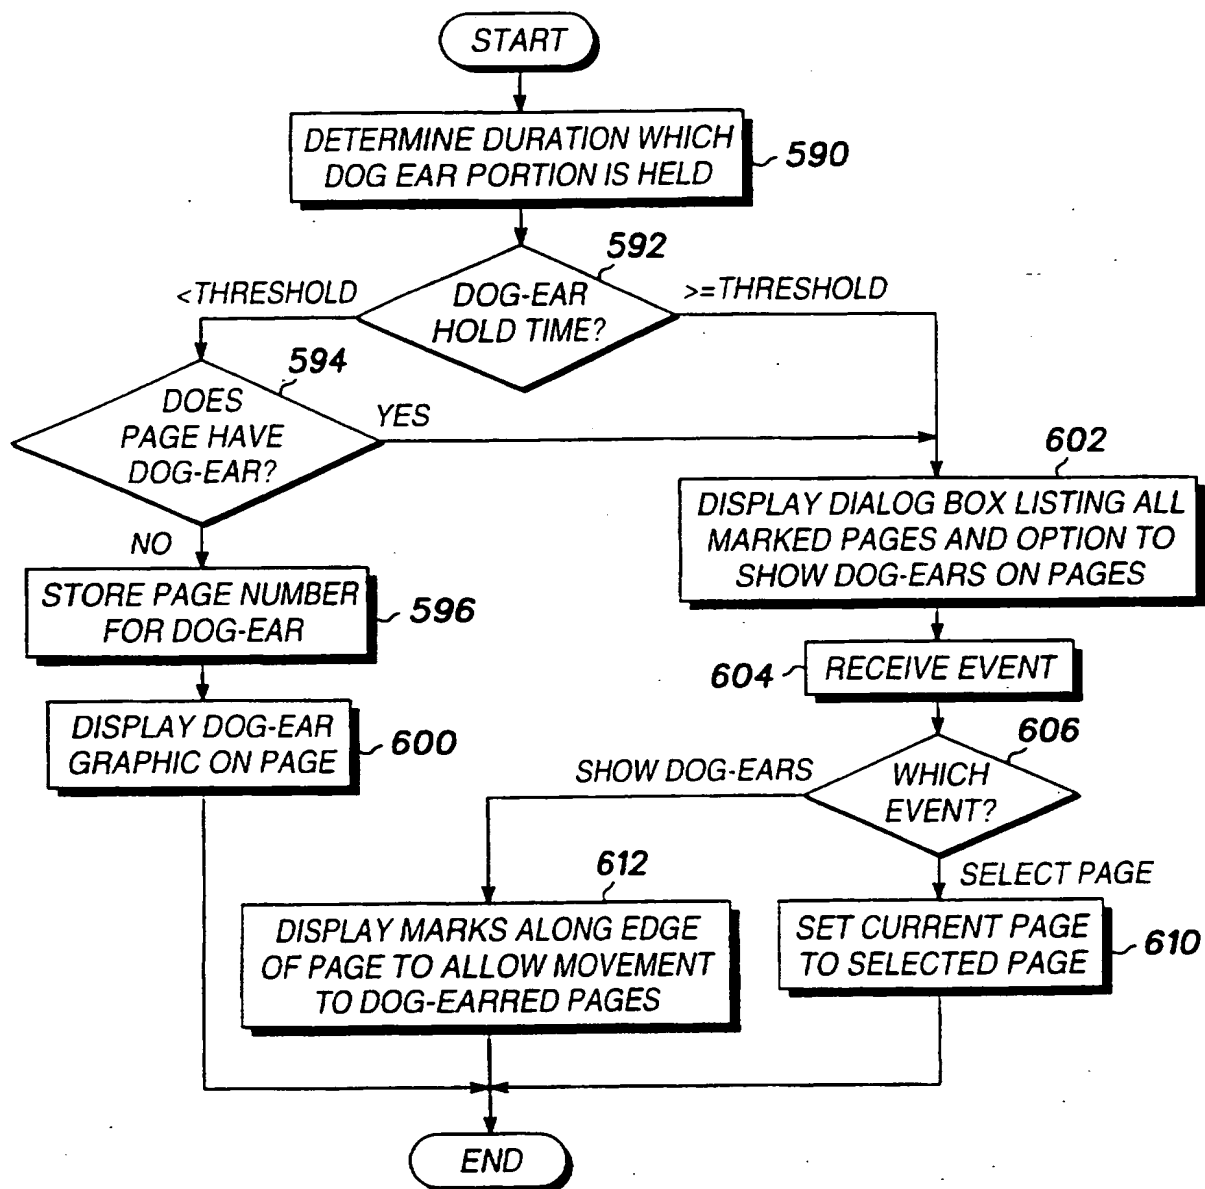 START
DETERMINE DURATION WHICH
DOG EAR PORTION IS HELD
590
592
<THRESHOLD
DOG-EAR
HOLD TIME?
>=THRESHOLD
594
DOES
PAGE HAVE
DOG-EAR?
YES
NO
602
DISPLAY DIALOG BOX LISTING ALL
MARKED PAGES AND OPTION TO
SHOW DOG-EARS ON PAGES
STORE PAGE NUMBER
FOR DOG-EAR
596
604
RECEIVE EVENT
DISPLAY DOG-EAR
GRAPHIC ON PAGE
600
606
SHOW DOG-EARS
WHICH
EVENT?
SELECT PAGE
612
DISPLAY MARKS ALONG EDGE
OF PAGE TO ALLOW MOVEMENT
TO DOG-EARRED PAGES
SET CURRENT PAGE
TO SELECTED PAGE
610
END